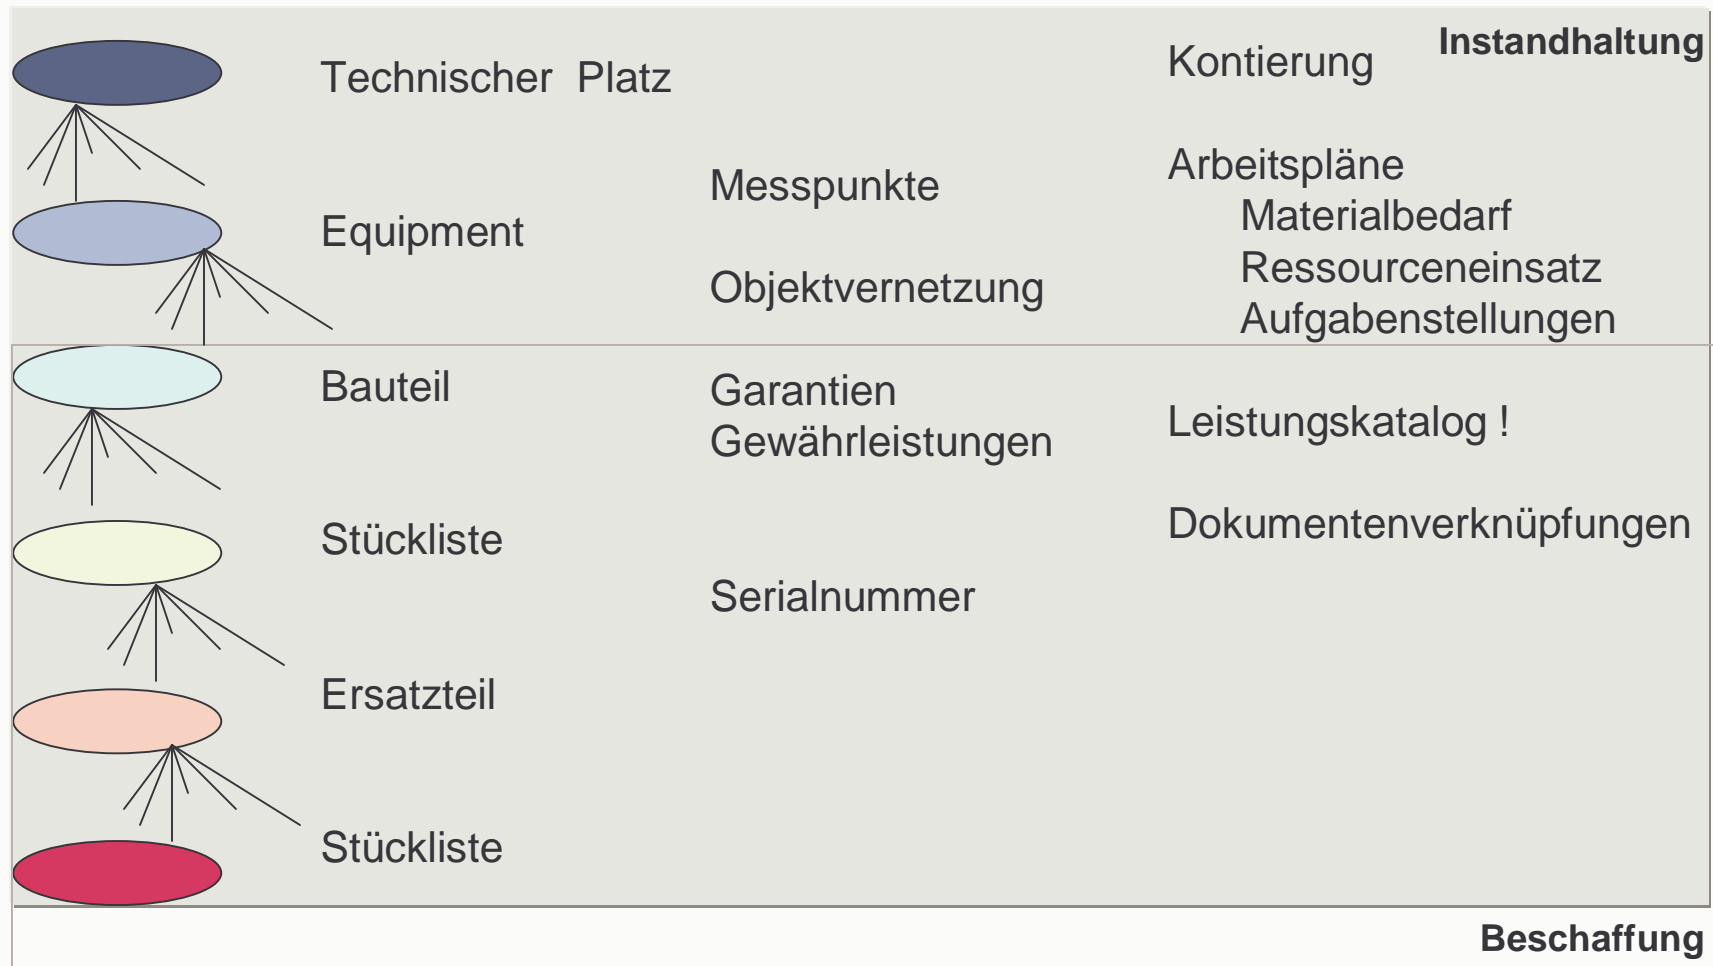 Instandhaltung
Technischer Platz
Equipment
Bauteil
Stückliste
Ersatzteil
Stückliste
Messpunkte
Objektvernetzung
Garantien
Gewährleistungen
Serialnummer
Kontierung
Arbeitspläne
Materialbedarf
Ressourceneinsatz
Aufgabenstellungen
Leistungskatalog !
Dokumentenverknüpfungen
Beschaffung